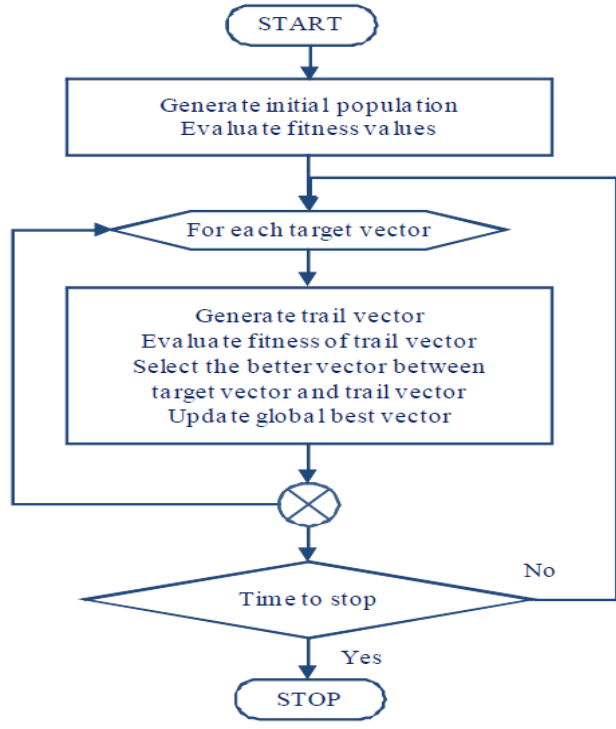 START
Generate initial population
Evaluate fitness values
For each target vector
Generate trail vector
Evaluate fitness of trail vector
Select the better vector between
target vector and trail vector
Update global best vector
No
Time to stop
Yes
STOP